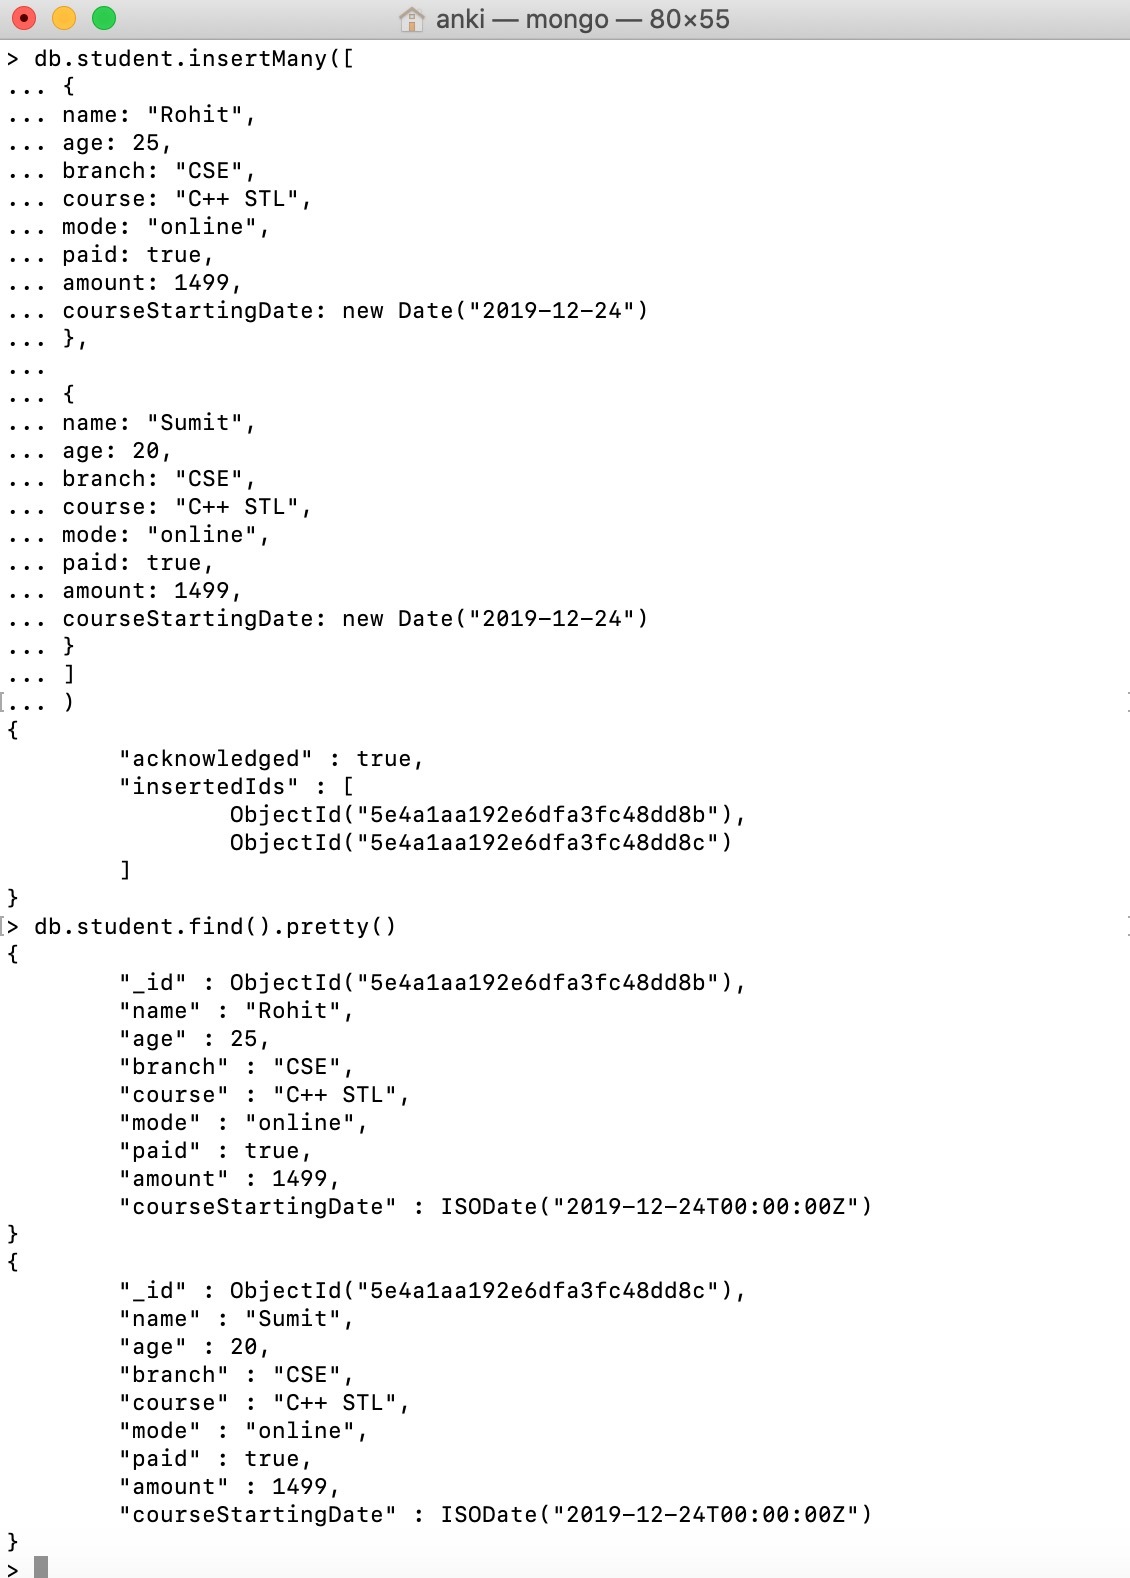 anki — mongo — 80×55
> db.student.insertMany([
... {
... name: "Rohit",
... age: 25,
... branch: "CSE",
... course: "C++ STL",
... mode: "online",
... paid: true,
... amount: 1499,
... courseStartingDate: new Date("2019-12-24")
... },
...
... {
... name: "Sumit",
... age: 20,
... branch: "CSE",
... course: "C++ STL",
... mode: "online",
... paid: true,
... amount: 1499,
... courseStartingDate: new Date("2019-12-24")
... }
... ]
[... )
{
"acknowledged" : true,
"insertedIds" : [
ObjectId("5e4a1aa192e6dfa3fc48dd8b"),
ObjectId("5e4a1aa192e6dfa3fc48dd8c")
]
}
[> db.student.find().pretty()
{
"_id" : ObjectId("5e4a1aa192e6dfa3fc48dd8b"),
"name" : "Rohit",
"age" : 25,
"branch" : "CSE",
"course" : "C++ STL",
"mode" : "online",
"paid" : true,
"amount" : 1499,
"courseStartingDate" : ISODate("2019-12-24T00:00:00Z")
}
{
"_id" : ObjectId("5e4a1aa192e6dfa3fc48dd8c"),
"name" : "Sumit",
"age" : 20,
"branch" : "CSE",
"course" : "C++ STL",
"mode" : "online",
"paid" : true,
"amount" : 1499,
"courseStartingDate" : ISODate("2019-12-24T00:00:00Z")
}
>